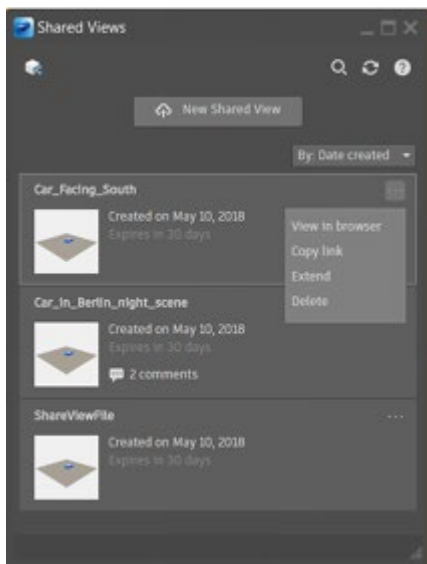 Shared Views
New Shared View
By: Date created
Car_Facing_South
Created on May 10, 2018
Expires in 30 days
View in browser
Copy link
Extend
Delete
Car_in_Berlin_night_scene
Created on May 10, 2018
Expires in 30 days
2 comments
ShareViewFile
Created on May 10, 2018
Expires in 30 days